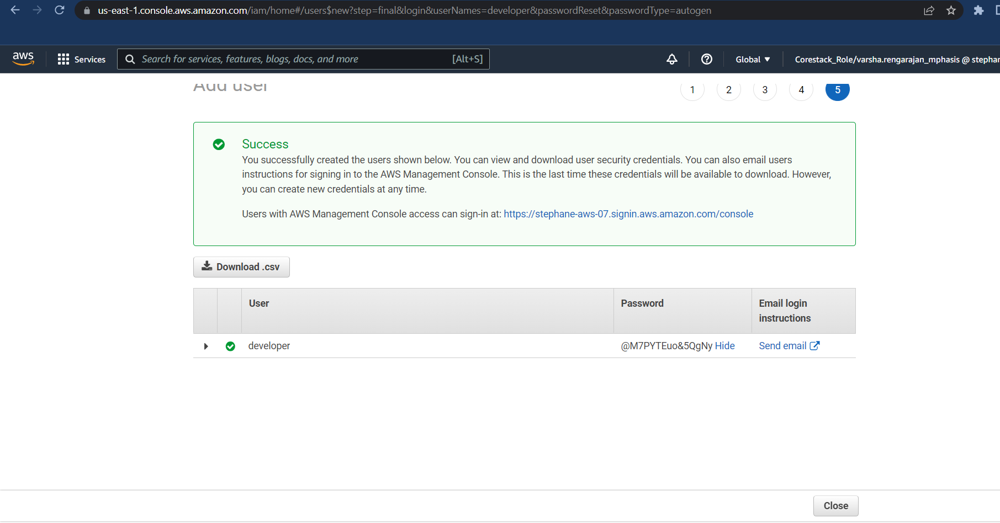 us-east-1.console.aws.amazon.com/iam/home#/users$new?step=final&login&userNames=developer&passwordReset&passwordType=autogen
aws Services Search for services, features, blogs, docs, and more [Alt+S] Global Corestack_Role/varsha.rengarajan_mphasis @ stephan
Add user 1 2 3 4 5
Success
You successfully created the users shown below. You can view and download user security credentials. You can also email users
instructions for signing in to the AWS Management Console. This is the last time these credentials will be available to download. However,
you can create new credentials at any time.
Users with AWS Management Console access can sign-in at: https://stephane-aws-07.signin.aws.amazon.com/console
Download .csv
User Password Email login
instructions
developer @M7PYTEuo&5QgNy Hide Send email
Close